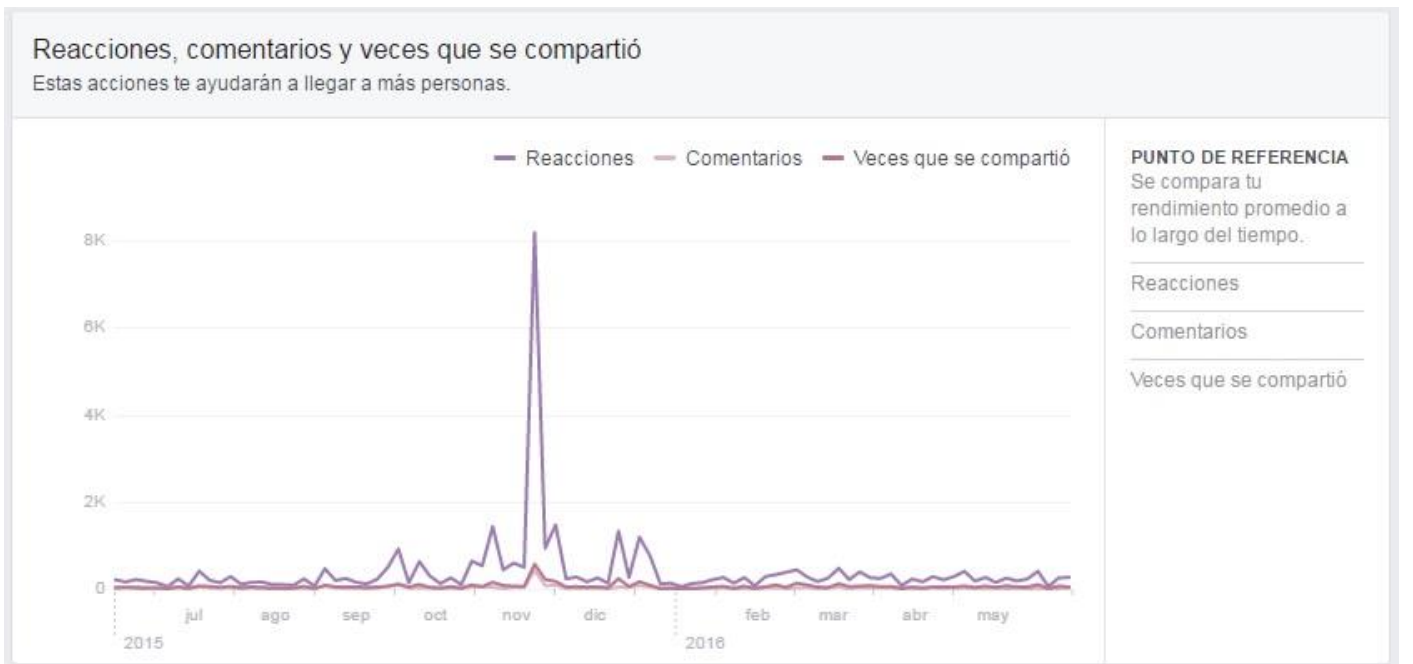 Reacciones, comentarios y veces que se compartió
Estas acciones te ayudarán a llegar a más personas.
Reacciones Comentarios Veces que se compartió
8K
6K
4K
2K
0
jul ago sep oct nov dic feb mar abr may
2015 2016
PUNTO DE REFERENCIA
Se compara tu
rendimiento promedio a
lo largo del tiempo.
Reacciones
Comentarios
Veces que se compartió